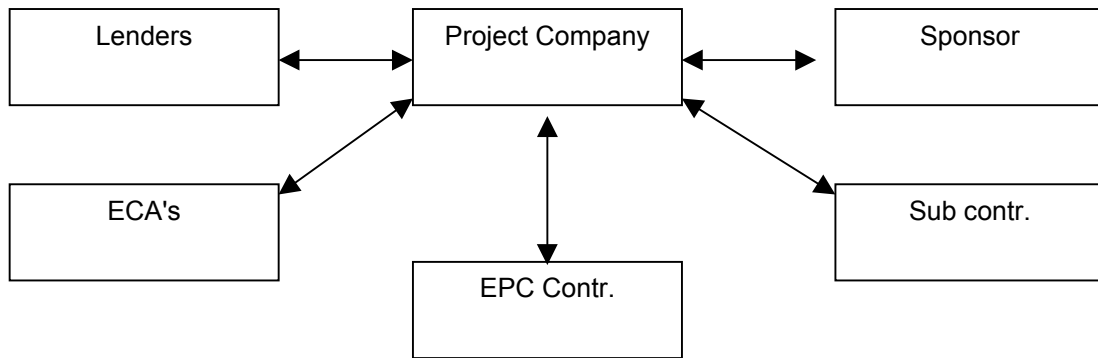 Lenders
Project Company
Sponsor
ECA's
Sub contr.
EPC Contr.